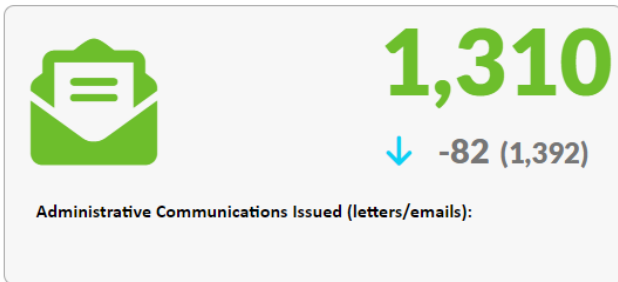 1,310
-82 (1,392)
Administrative Communications Issued (letters/emails):